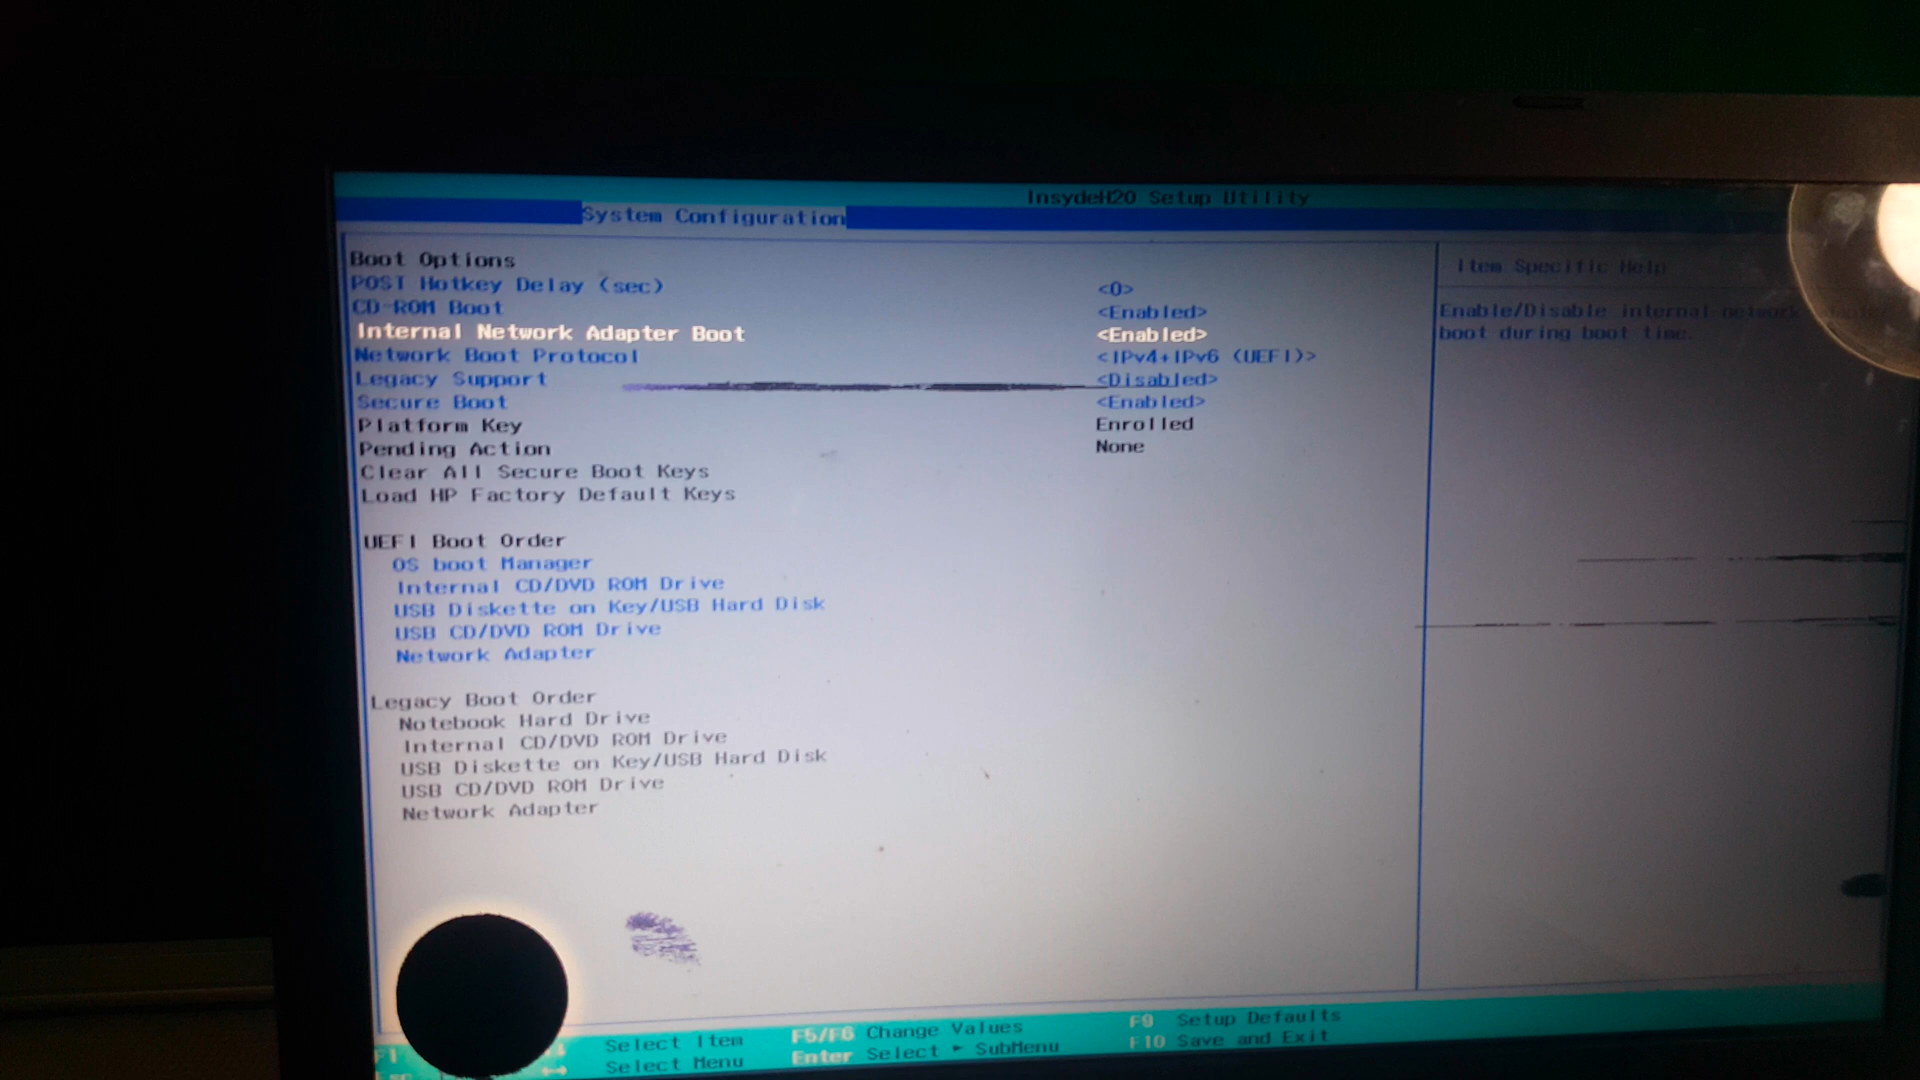 InsydeH20 Setup Utility
System Configuration
Boot Options
POST Hotkey Delay (sec) <0>
CD-ROM Boot <Enabled>
Internal Network Adapter Boot <Enabled>
Network Boot Protocol <IPv4+IPv6 (UEFI)>
Legacy Support <Disabled>
Secure Boot <Enabled>
Platform Key Enrolled
Pending Action None
Clear All Secure Boot Keys
Load HP Factory Default Keys
UEFI Boot Order
OS boot Manager
Internal CD/DVD ROM Drive
USB Diskette on Key/USB Hard Disk
USB CD/DVD ROM Drive
Network Adapter
Legacy Boot Order
Notebook Hard Drive
Internal CD/DVD ROM Drive
USB Diskette on Key/USB Hard Disk
USB CD/DVD ROM Drive
Network Adapter
Item Specific Help
Enable/Disable internal network
boot during boot time.
F1 Select Item F5/F6 Change Values F9 Setup Defaults
Select Menu Enter Select ► SubMenu F10 Save and Exit